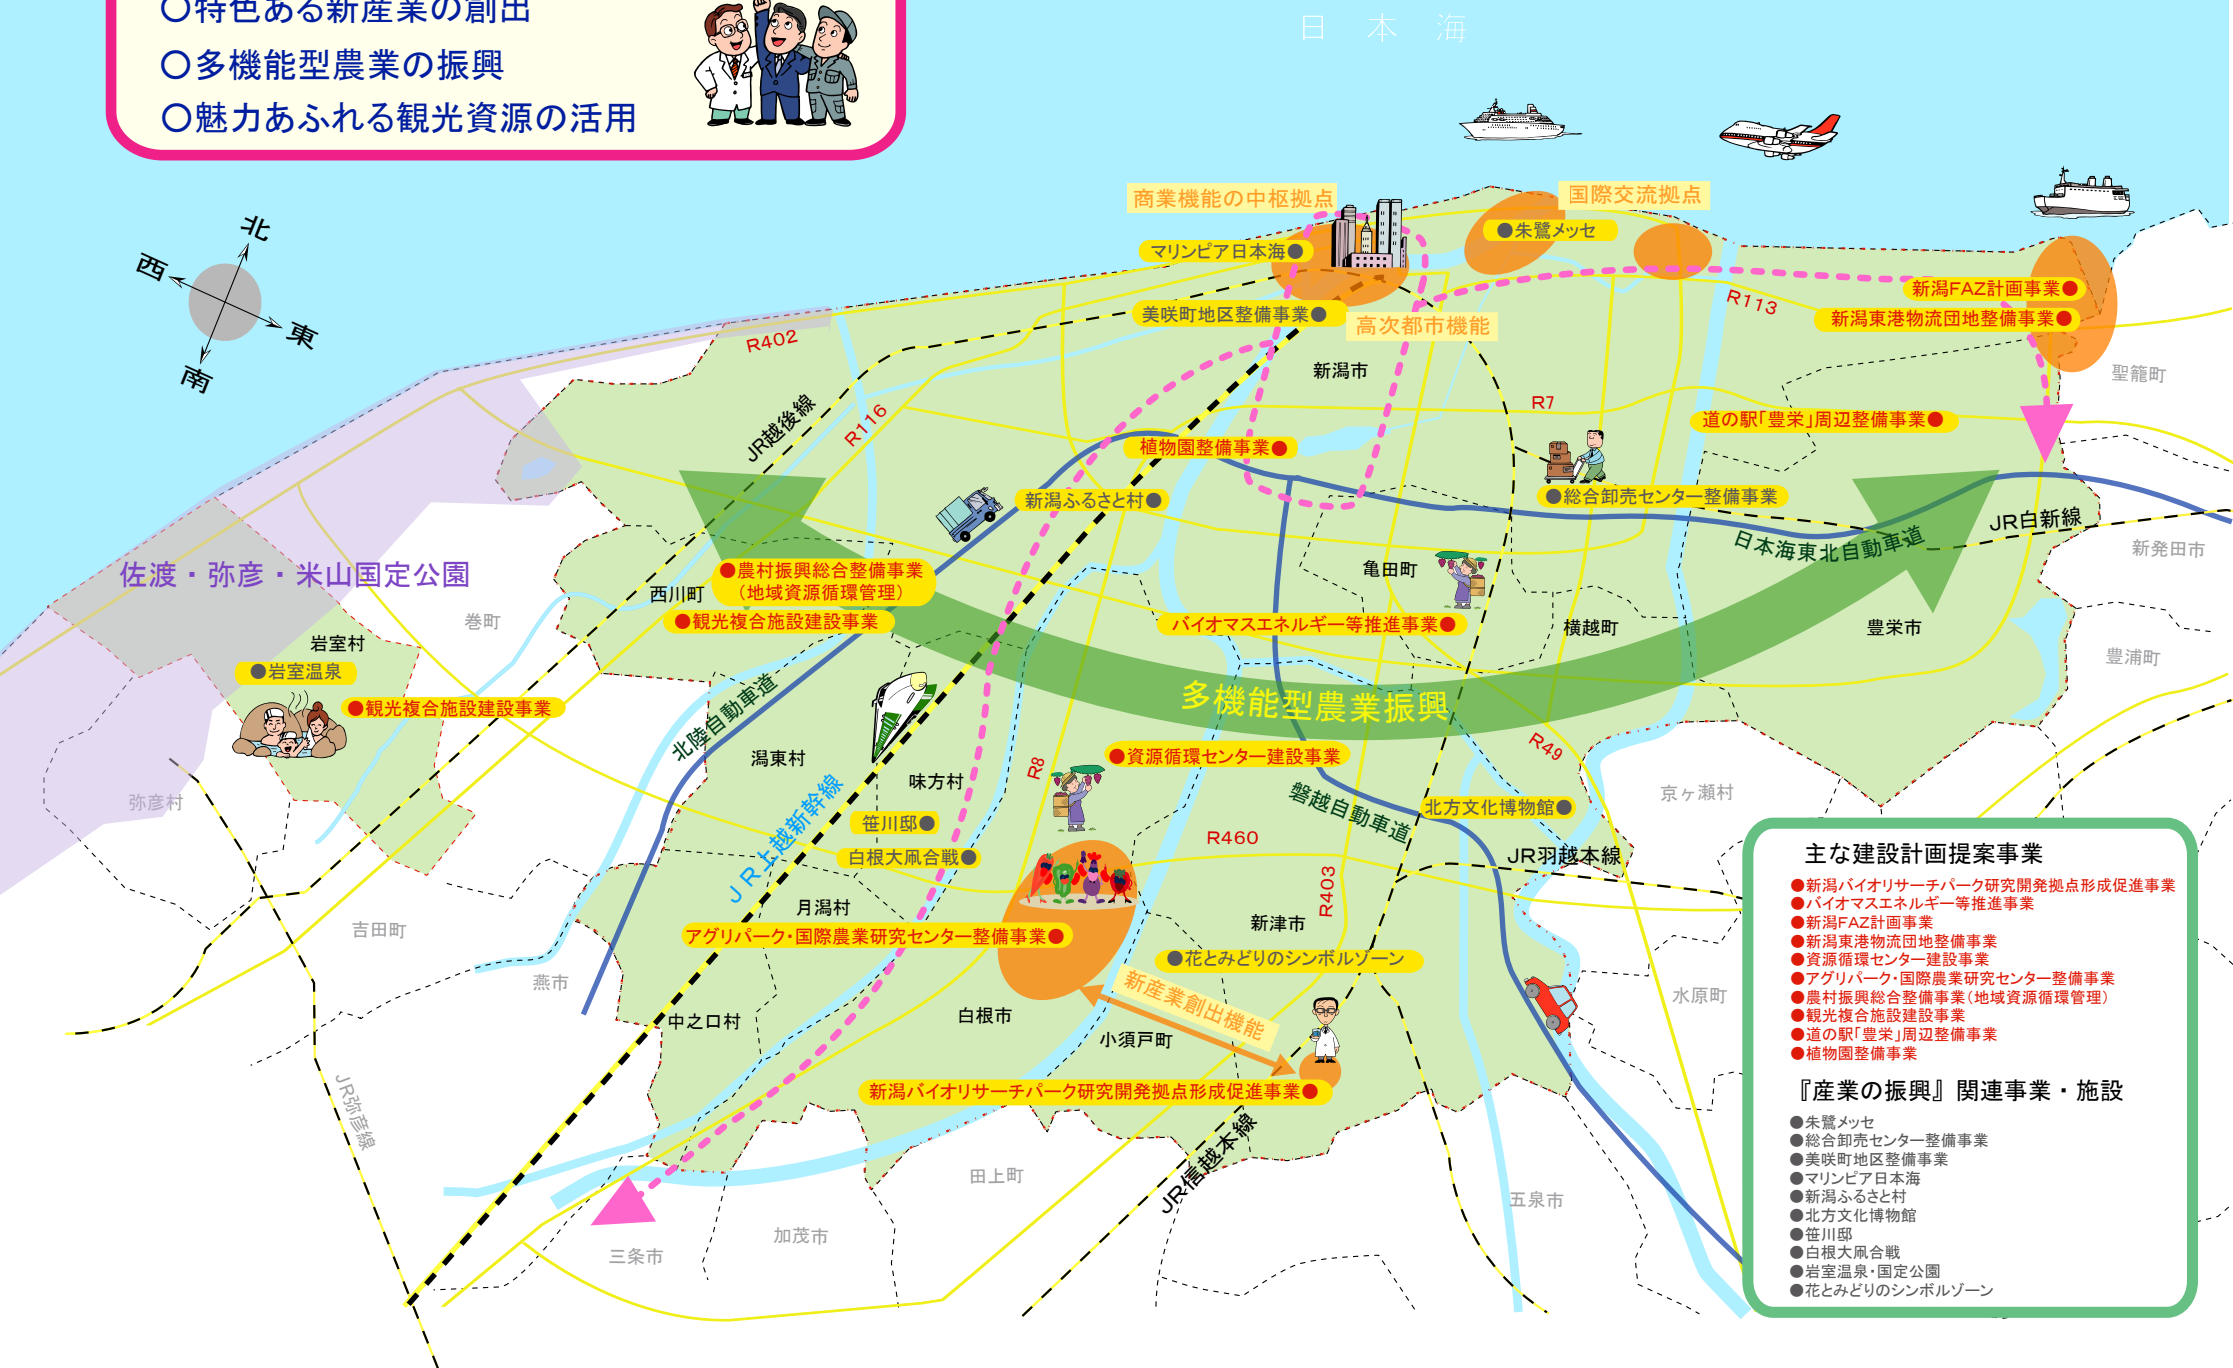 〇特色ある新産業の創出
〇多機能型農業の振興
〇魅力あふれる観光資源の活用
日本海
北
西
東
南
商業機能の中枢拠点
国際交流拠点
●朱鷺メッセ
マリンピア日本海●
新潟FAZ計画事業●
美咲町地区整備事業●
高次都市機能
R113
新潟東港物流団地整備事業●
R402
新潟市
聖籠町
JR越後線
R116
R7
道の駅「豊栄」周辺整備事業●
植物園整備事業●
新潟ふるさと村●
●総合卸売センター整備事業
JR白新線
日本海東北自動車道
新発田市
佐渡・弥彦・米山国定公園
●農村振興総合整備事業
（地域資源循環管理）
西川町
亀田町
巻町
●観光複合施設建設事業
バイオマスエネルギー等推進事業●
横越町
豊栄市
岩室村
豊浦町
●岩室温泉
●観光複合施設建設事業
多機能型農業振興
北陸自動車道
潟東村
味方村
R8
●資源循環センター建設事業
R49
弥彦村
JR上越新幹線
磐越自動車道
北方文化博物館●
京ヶ瀬村
笹川邸●
R460
白根大凧合戦●
JR羽越本線
R403
月潟村
新津市
吉田町
アグリパーク・国際農業研究センター整備事業●
●花とみどりのシンボルゾーン
燕市
新産業創出機能
水原町
中之口村
白根市
小須戸町
新潟バイオリサーチパーク研究開発拠点形成促進事業●
JR弥彦線
JR信越本線
田上町
五泉市
加茂市
三条市
主な建設計画提案事業
●新潟バイオリサーチパーク研究開発拠点形成促進事業
●バイオマスエネルギー等推進事業
●新潟FAZ計画事業
●新潟東港物流団地整備事業
●資源循環センター建設事業
●アグリパーク・国際農業研究センター整備事業
●農村振興総合整備事業（地域資源循環管理）
●観光複合施設建設事業
●道の駅「豊栄」周辺整備事業
●植物園整備事業
『産業の振興』関連事業・施設
●朱鷺メッセ
●総合卸売センター整備事業
●美咲町地区整備事業
●マリンピア日本海
●新潟ふるさと村
●北方文化博物館
●笹川邸
●白根大凧合戦
●岩室温泉・国定公園
●花とみどりのシンボルゾーン